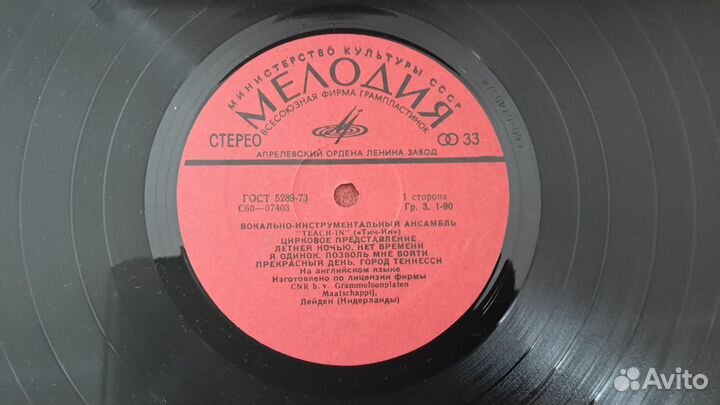 МИНИСТЕРСТВО КУЛЬТУРЫ СССР
МЕЛОДИЯ
ВСЕСОЮЗНАЯ ФИРМА ГРАМПЛАСТИНОК
СТЕРЕО
33
АПРЕЛЕВСКИЙ ОРДЕНА ЛЕНИНА ЗАВОД
ГОСТ 5289-73
С60—07403
1 сторона
Гр. 3. 1-90
ВОКАЛЬНО-ИНСТРУМЕНТАЛЬНЫЙ АНСАМБЛЬ
"TEACH-IN" («Тич-Ин»)
ЦИРКОВОЕ ПРЕДСТАВЛЕНИЕ
ЛЕТНЕЙ НОЧЬЮ. НЕТ ВРЕМЕНИ
Я ОДИНОК. ПОЗВОЛЬ МНЕ ВОЙТИ
ПРЕКРАСНЫЙ ДЕНЬ. ГОРОД ТЕННЕССИ
На английском языке
Изготовлено по лицензии фирмы
CNR b. v. Grammofoonplaten
Maatschappij,
Лейден (Нидерланды)
Avito